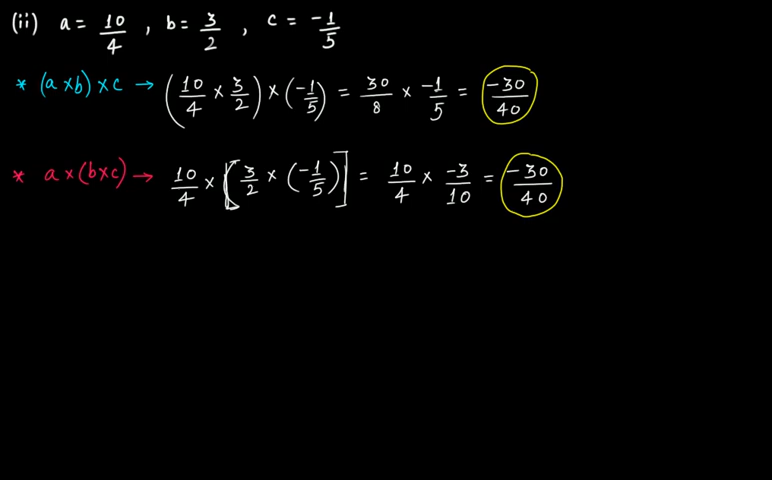 (ii) a = 10/4 , b = 3/2 , c = -1/5
* (a×b)×c → (10/4 × 3/2) × (-1/5) = 30/8 × -1/5 = -30/40
* a×(b×c) → 10/4 × [3/2 × (-1/5)] = 10/4 × -3/10 = -30/40